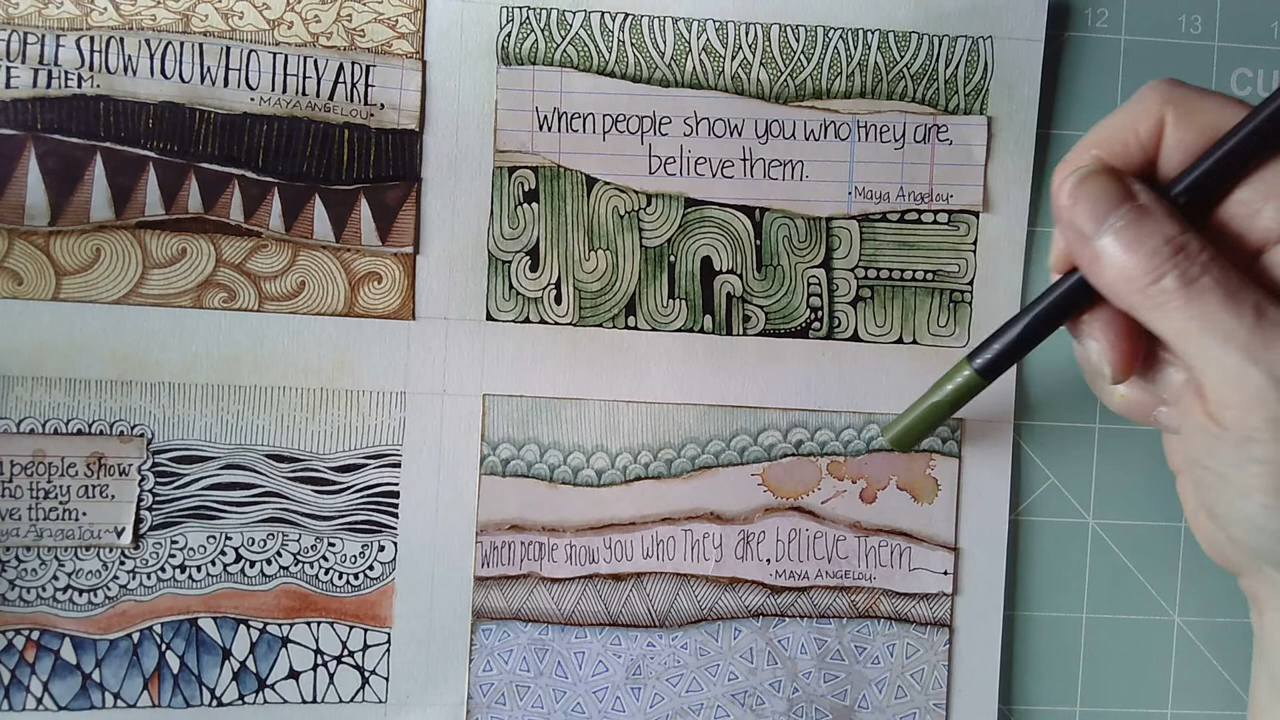 EOPLE SHOW YOU WHO THEY ARE,
VE THEM.
·MAYA ANGELOU·
When people show you who they are,
believe them.
·Maya Angelou·
people show
ho they are,
ve them·
ya Angelou~♥
When people show you who They are, believe Them
·MAYA ANGELOU·
12
13
CU